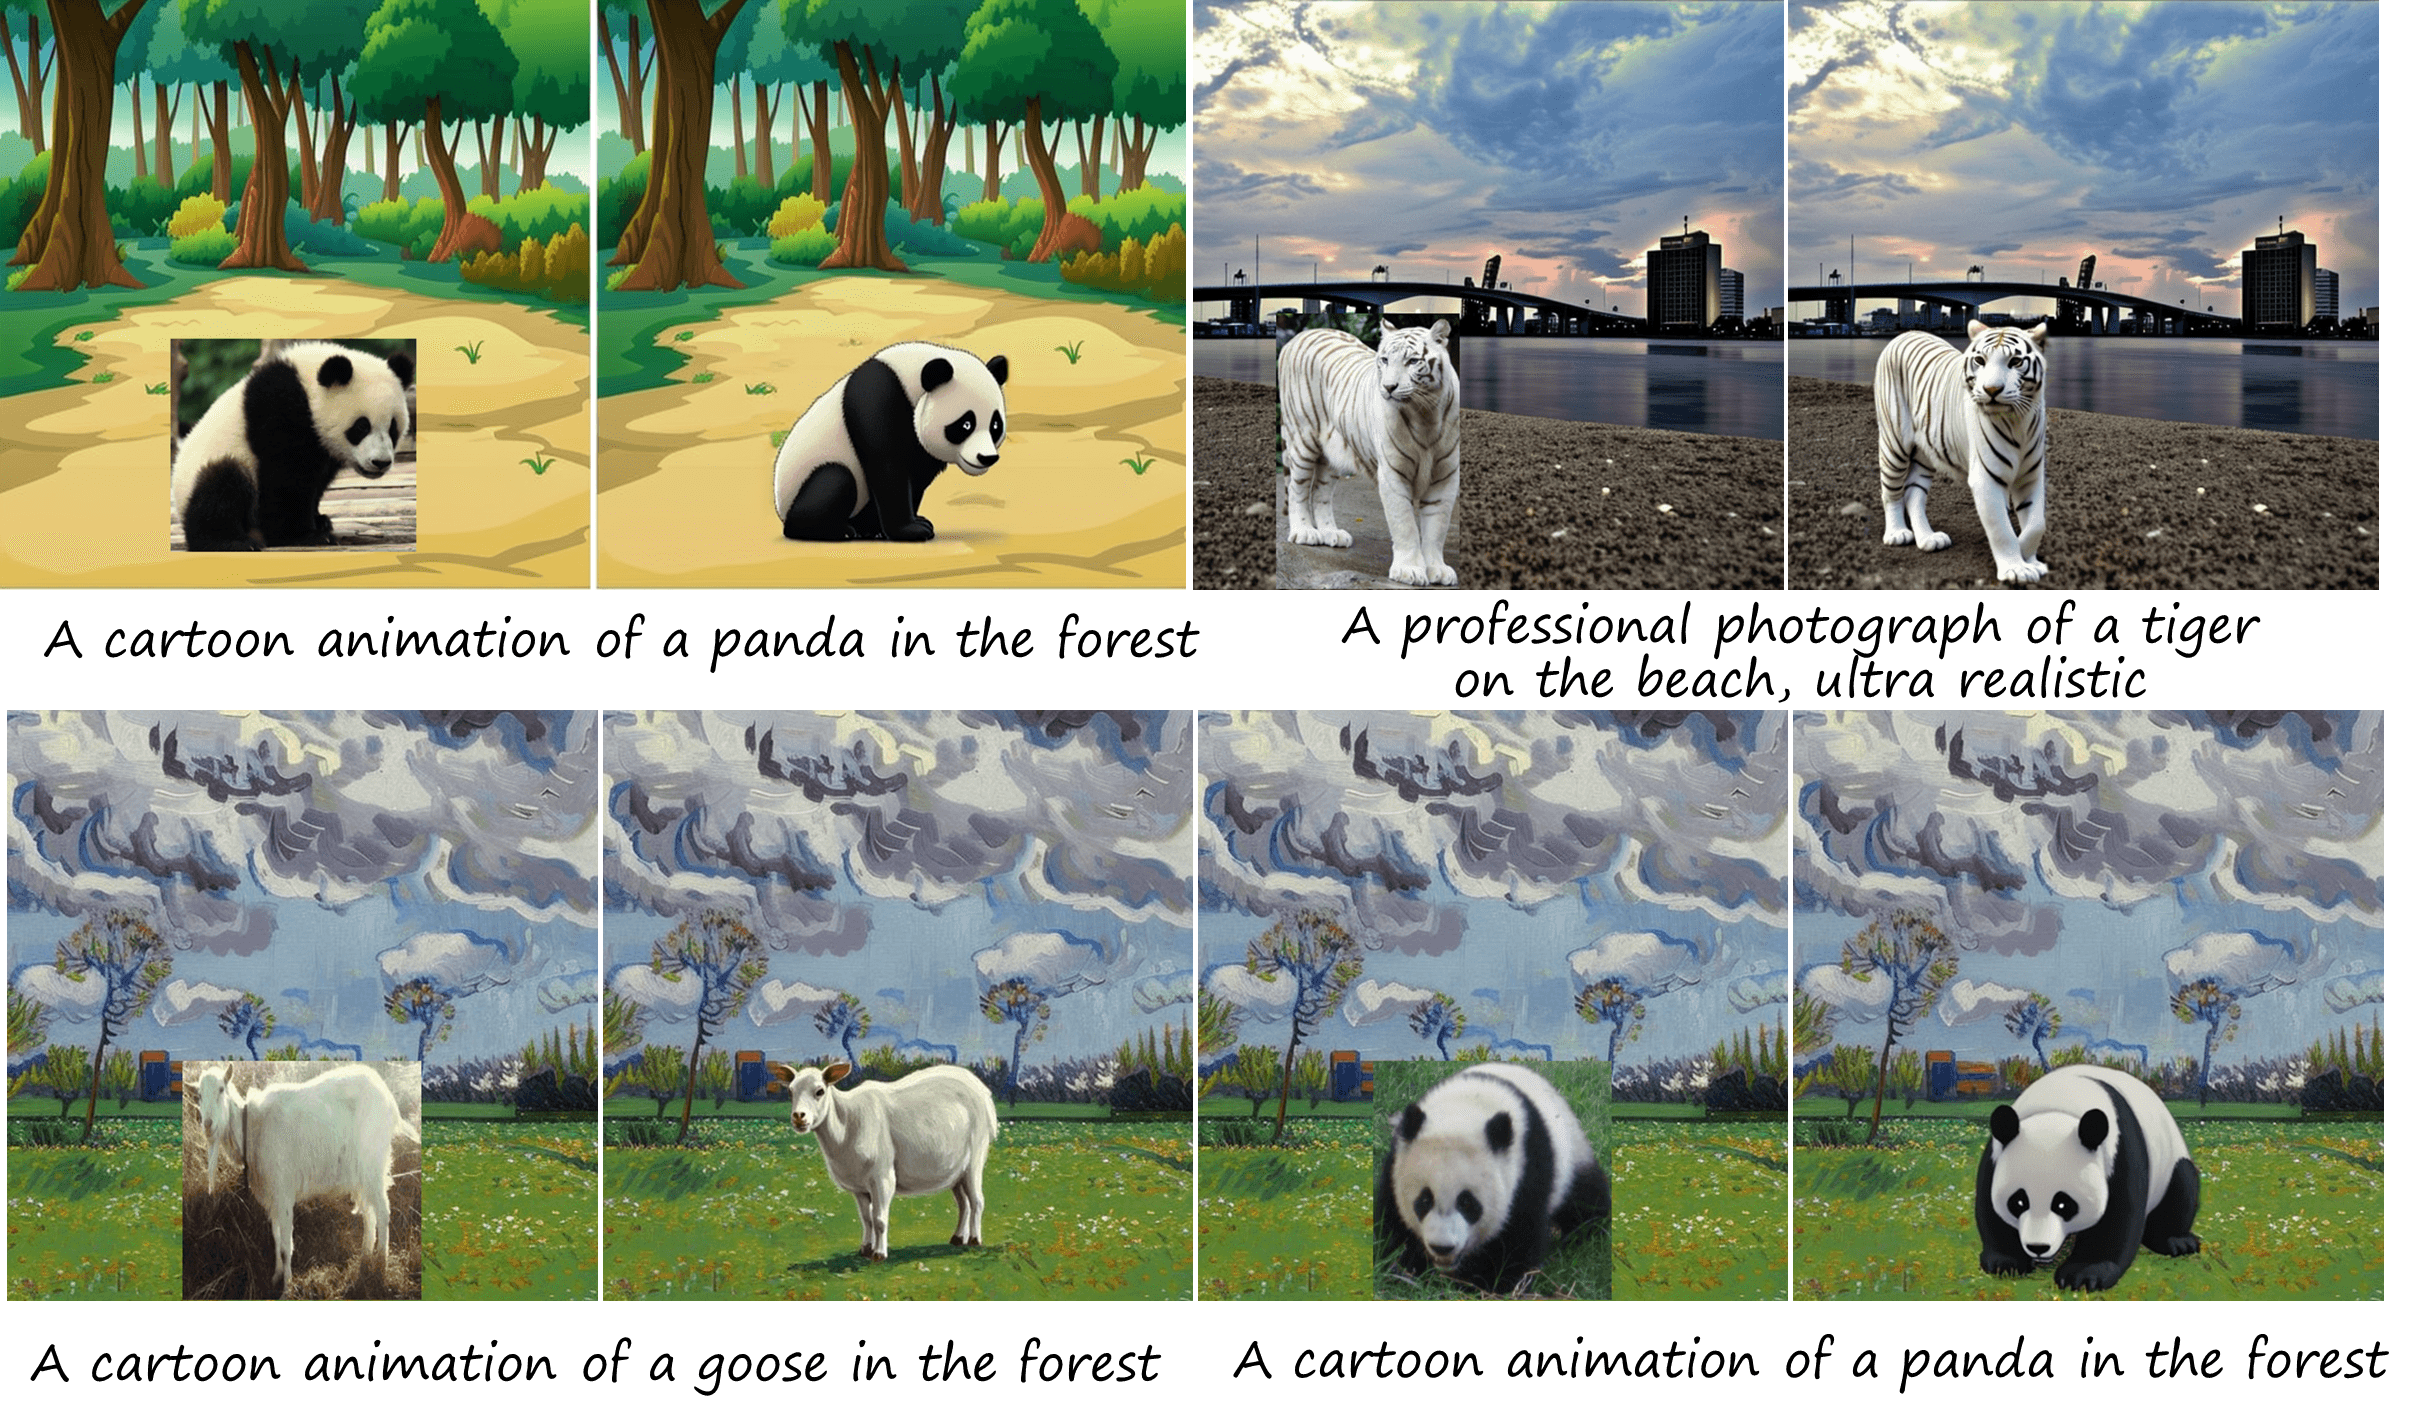 A cartoon animation of a panda in the forest
A professional photograph of a tiger
on the beach, ultra realistic
A cartoon animation of a goose in the forest
A cartoon animation of a panda in the forest